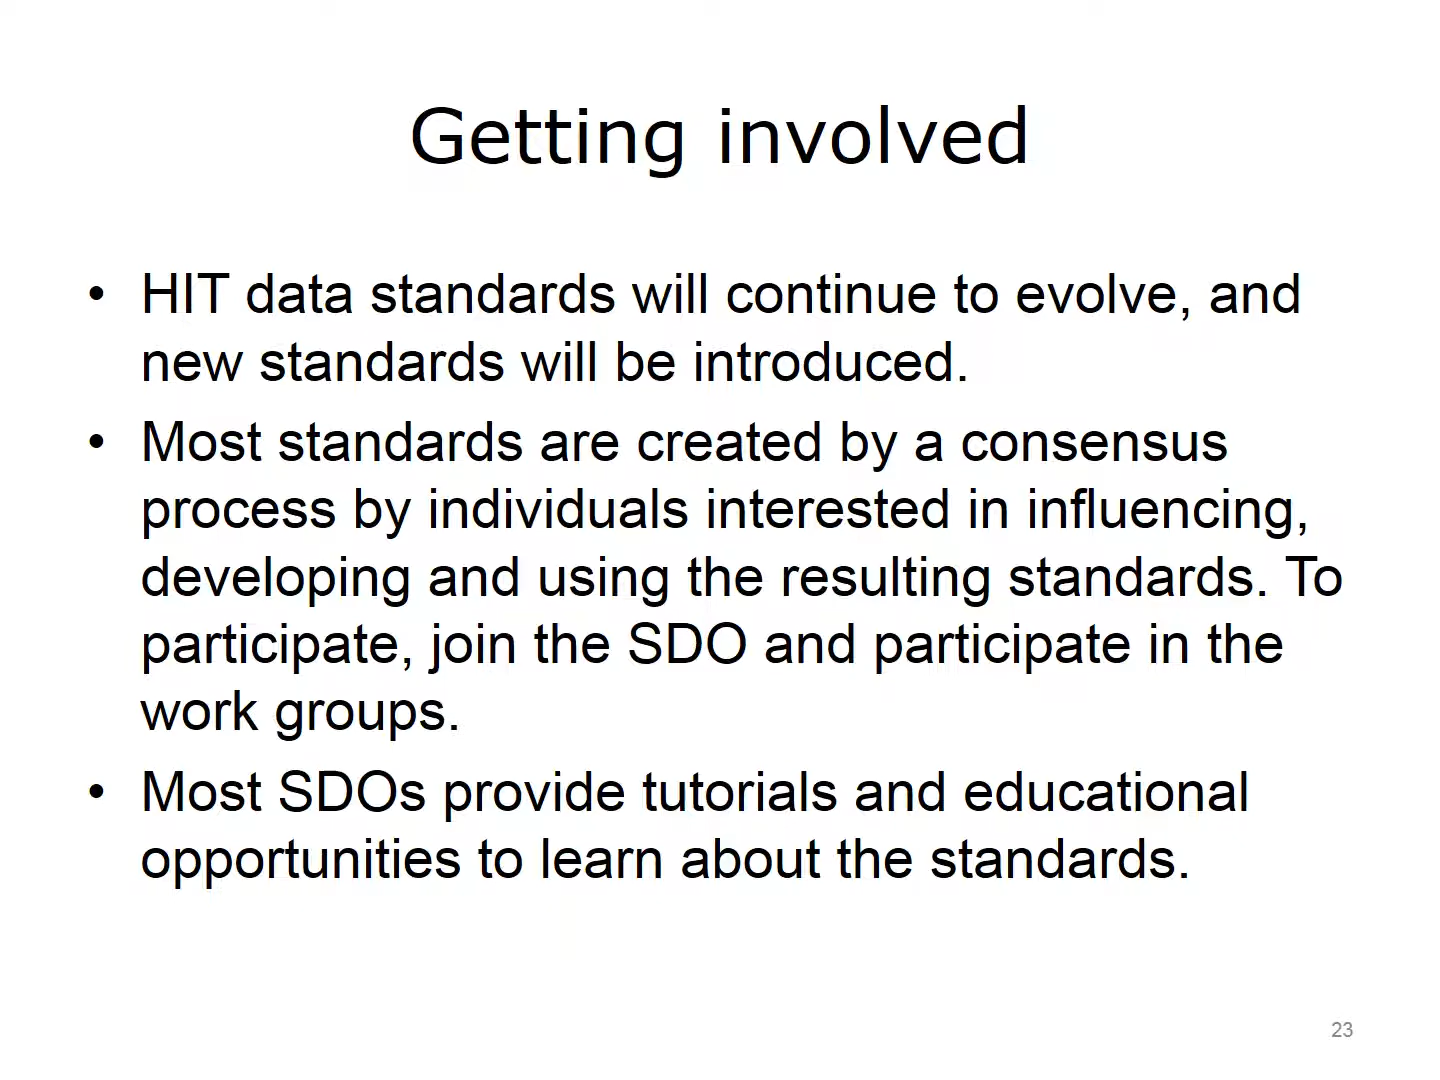 Getting involved
• HIT data standards will continue to evolve, and
new standards will be introduced.
• Most standards are created by a consensus
process by individuals interested in influencing,
developing and using the resulting standards. To
participate, join the SDO and participate in the
work groups.
• Most SDOs provide tutorials and educational
opportunities to learn about the standards.
23